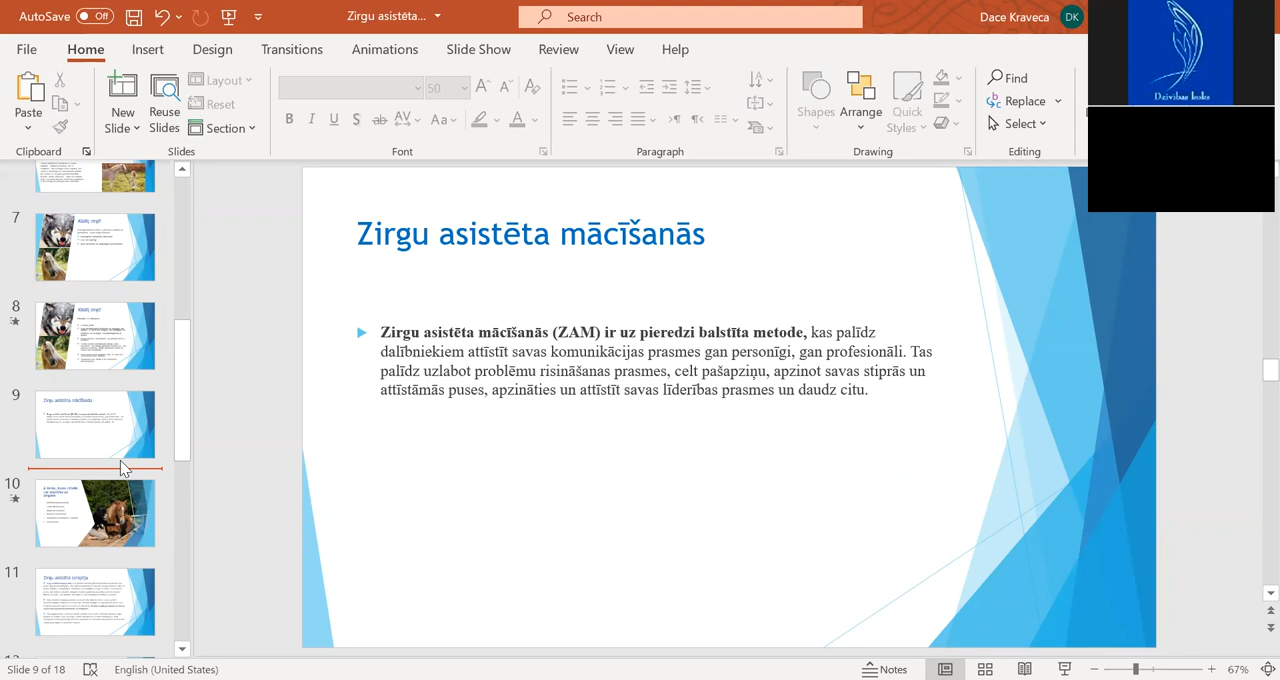 AutoSave Off Zirgu asistēta... Search Dace Kraveca DK
File Home Insert Design Transitions Animations Slide Show Review View Help
Paste New Slide Reuse Slides Layout Reset Section 50 Shapes Arrange Quick Styles Find Replace Select
Clipboard Slides Font Paragraph Drawing Editing
Dzīvības koks
7
8
9
10
11
Zirgu asistēta mācīšanās
Zirgu asistēta mācīšanās (ZAM) ir uz pieredzi balstīta metode, kas palīdz
dalībniekiem attīstīt savas komunikācijas prasmes gan personīgi, gan profesionāli. Tas
palīdz uzlabot problēmu risināšanas prasmes, celt pašapziņu, apzinot savas stiprās un
attīstāmās puses, apzināties un attīstīt savas līderības prasmes un daudz citu.
Slide 9 of 18 English (United States) Notes 67%